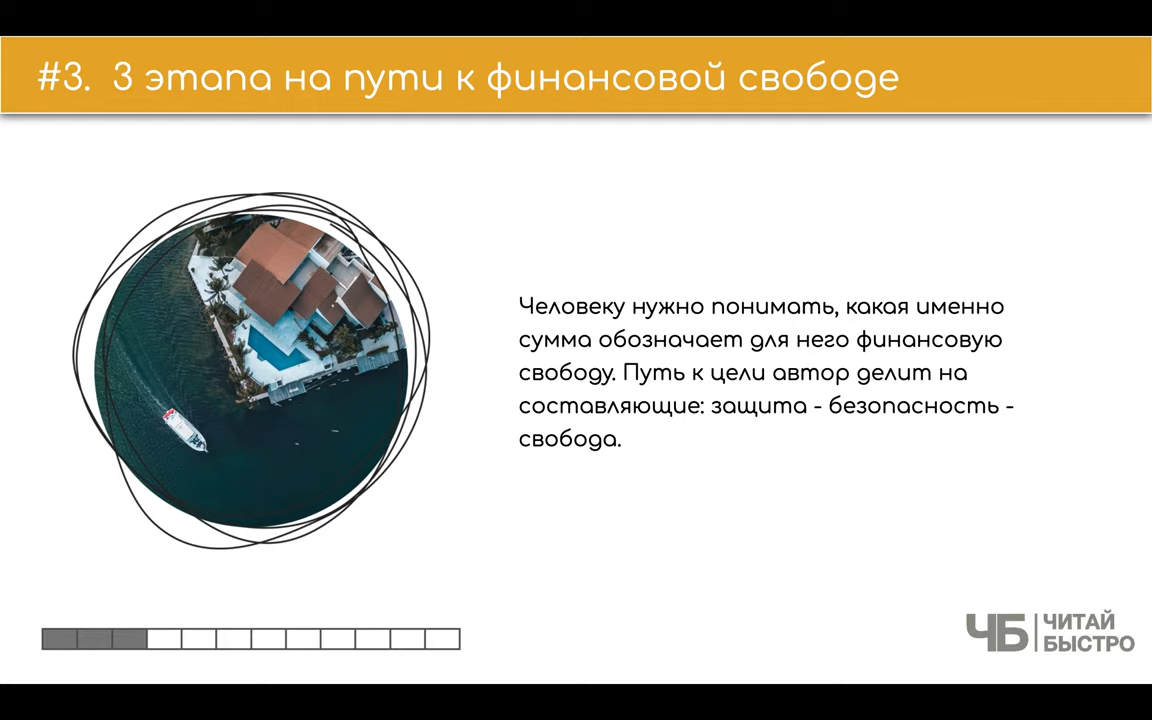 #3. 3 этапа на пути к финансовой свободе
Человеку нужно понимать, какая именно
сумма обозначает для него финансовую
свободу. Путь к цели автор делит на
составляющие: защита - безопасность -
свобода.
ЧБ ЧИТАЙ
БЫСТРО